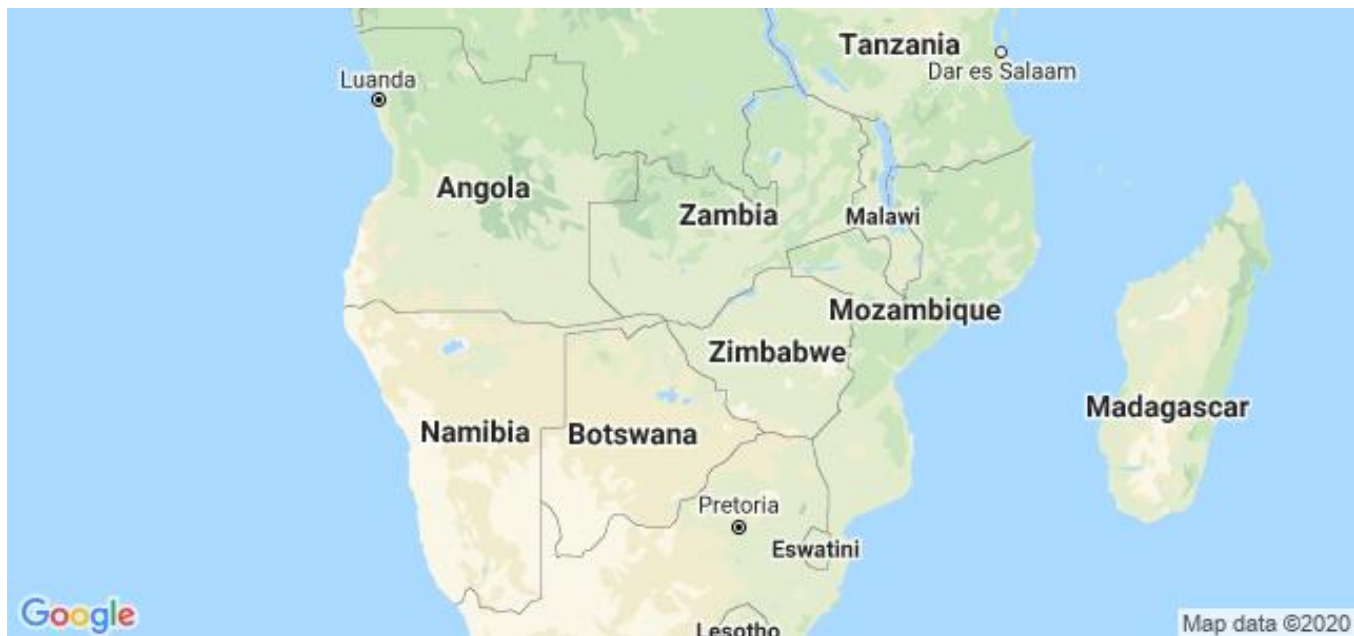 Tanzania
Dar es Salaam
Luanda
Angola
Zambia
Malawi
Mozambique
Zimbabwe
Madagascar
Namibia
Botswana
Pretoria
Eswatini
Google
Map data ©2020
Lesotho